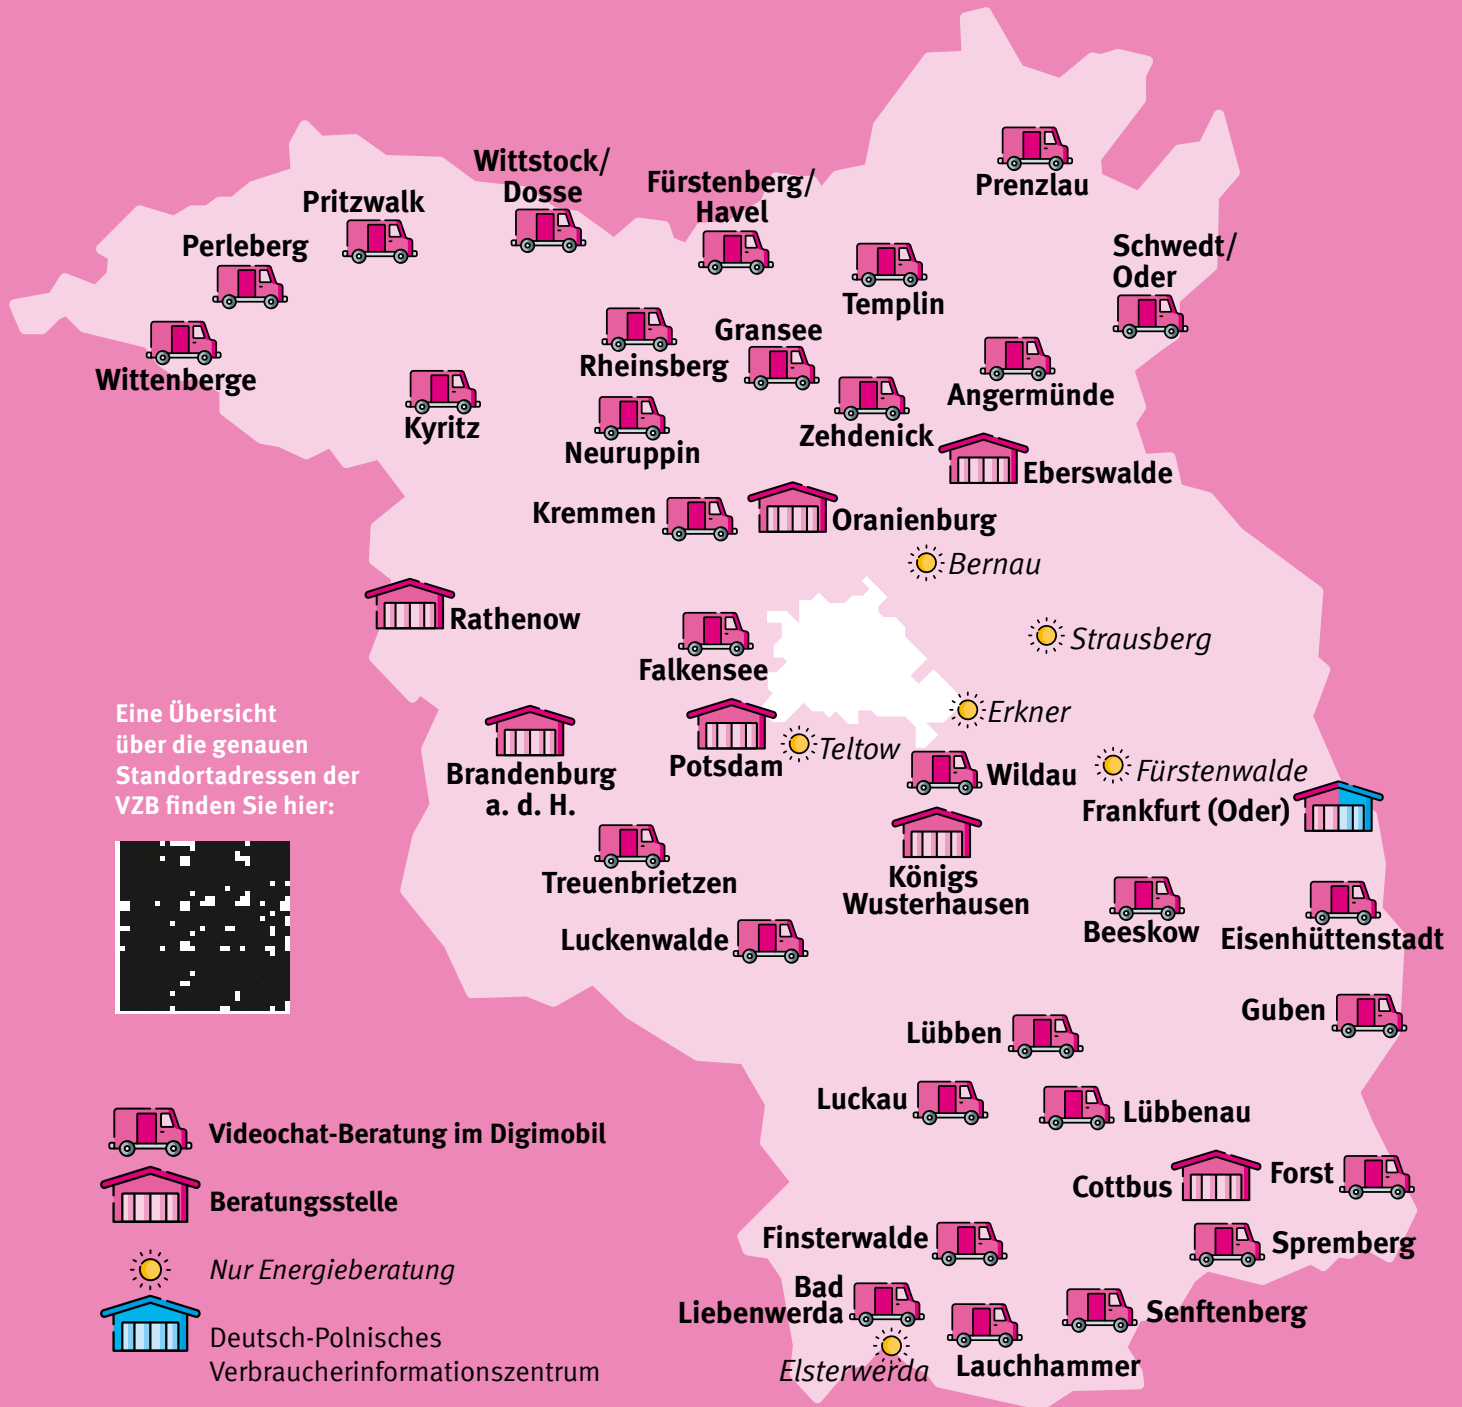 Wittstock/
Dosse
Fürstenberg/
Havel
Prenzlau
Pritzwalk
Perleberg
Schwedt/
Oder
Templin
Gransee
Rheinsberg
Wittenberge
Angermünde
Kyritz
Zehdenick
Neuruppin
Eberswalde
Kremmen
Oranienburg
Bernau
Rathenow
Strausberg
Falkensee
Erkner
Teltow
Potsdam
Brandenburg
a. d. H.
Wildau
Fürstenwalde
Frankfurt (Oder)
Eine Übersicht
über die genauen
Standortadressen der
VZB finden Sie hier:
Treuenbrietzen
Königs
Wusterhausen
Luckenwalde
Beeskow
Eisenhüttenstadt
Guben
Lübben
Luckau
Lübbenau
Cottbus
Forst
Finsterwalde
Spremberg
Bad
Liebenwerda
Senftenberg
Elsterwerda
Lauchhammer
Videochat-Beratung im Digimobil
Beratungsstelle
Nur Energieberatung
Deutsch-Polnisches
Verbraucherinformationszentrum